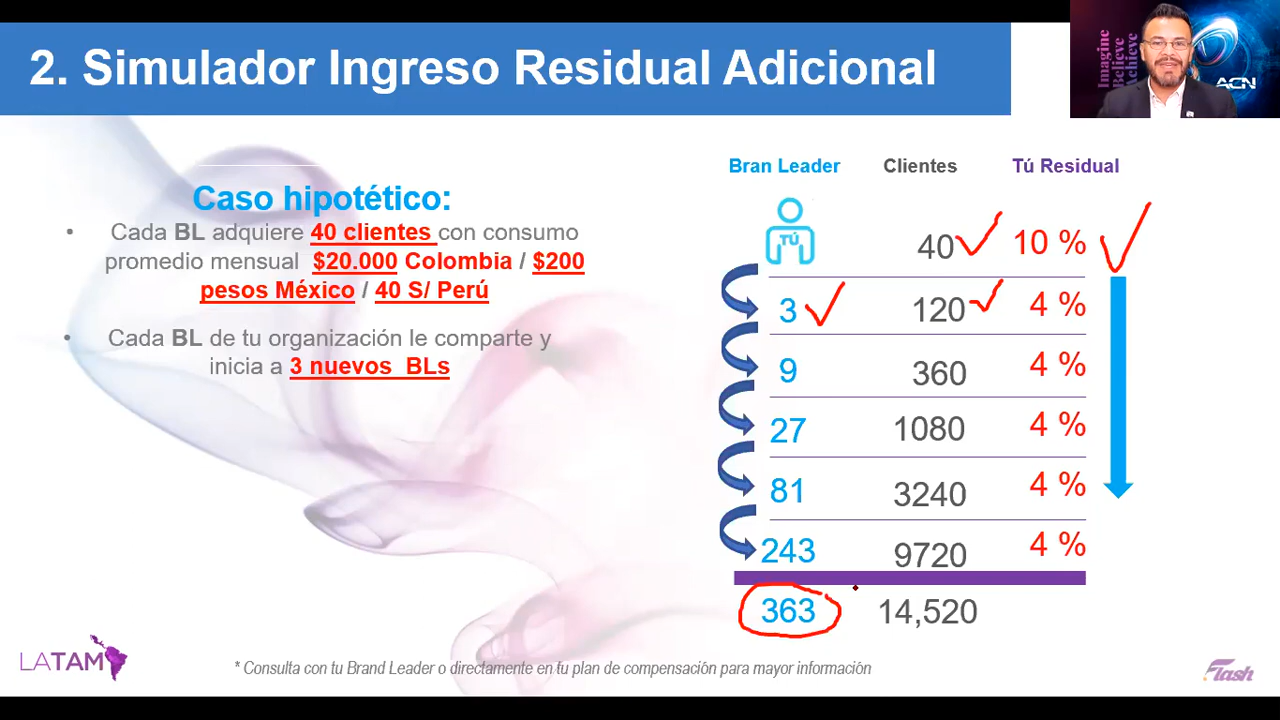 2. Simulador Ingreso Residual Adicional
Imagine
Believe
Achieve
ACN
Caso hipotético:
• Cada BL adquiere 40 clientes con consumo
promedio mensual $20.000 Colombia / $200
pesos México / 40 S/ Perú
• Cada BL de tu organización le comparte y
inicia a 3 nuevos BLs
Bran Leader Clientes Tú Residual
TÚ 40 10 %
3 120 4 %
9 360 4 %
27 1080 4 %
81 3240 4 %
243 9720 4 %
363 14,520
* Consulta con tu Brand Leader o directamente en tu plan de compensación para mayor información
LATAM
Flash